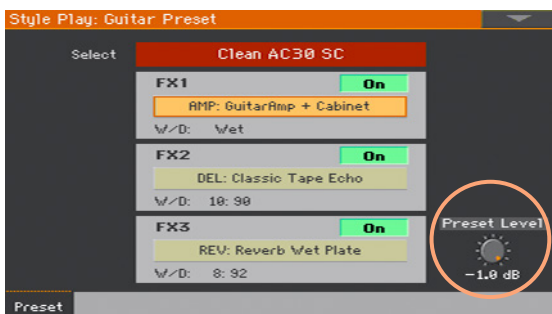 Style Play: Guitar Preset
Select Clean AC30 SC
FX1 On
AMP: GuitarAmp + Cabinet
W/D: Wet
FX2 On
DEL: Classic Tape Echo
W/D: 10:90
FX3 On
REV: Reverb Wet Plate
W/D: 8:92
Preset Level
-1.0 dB
Preset